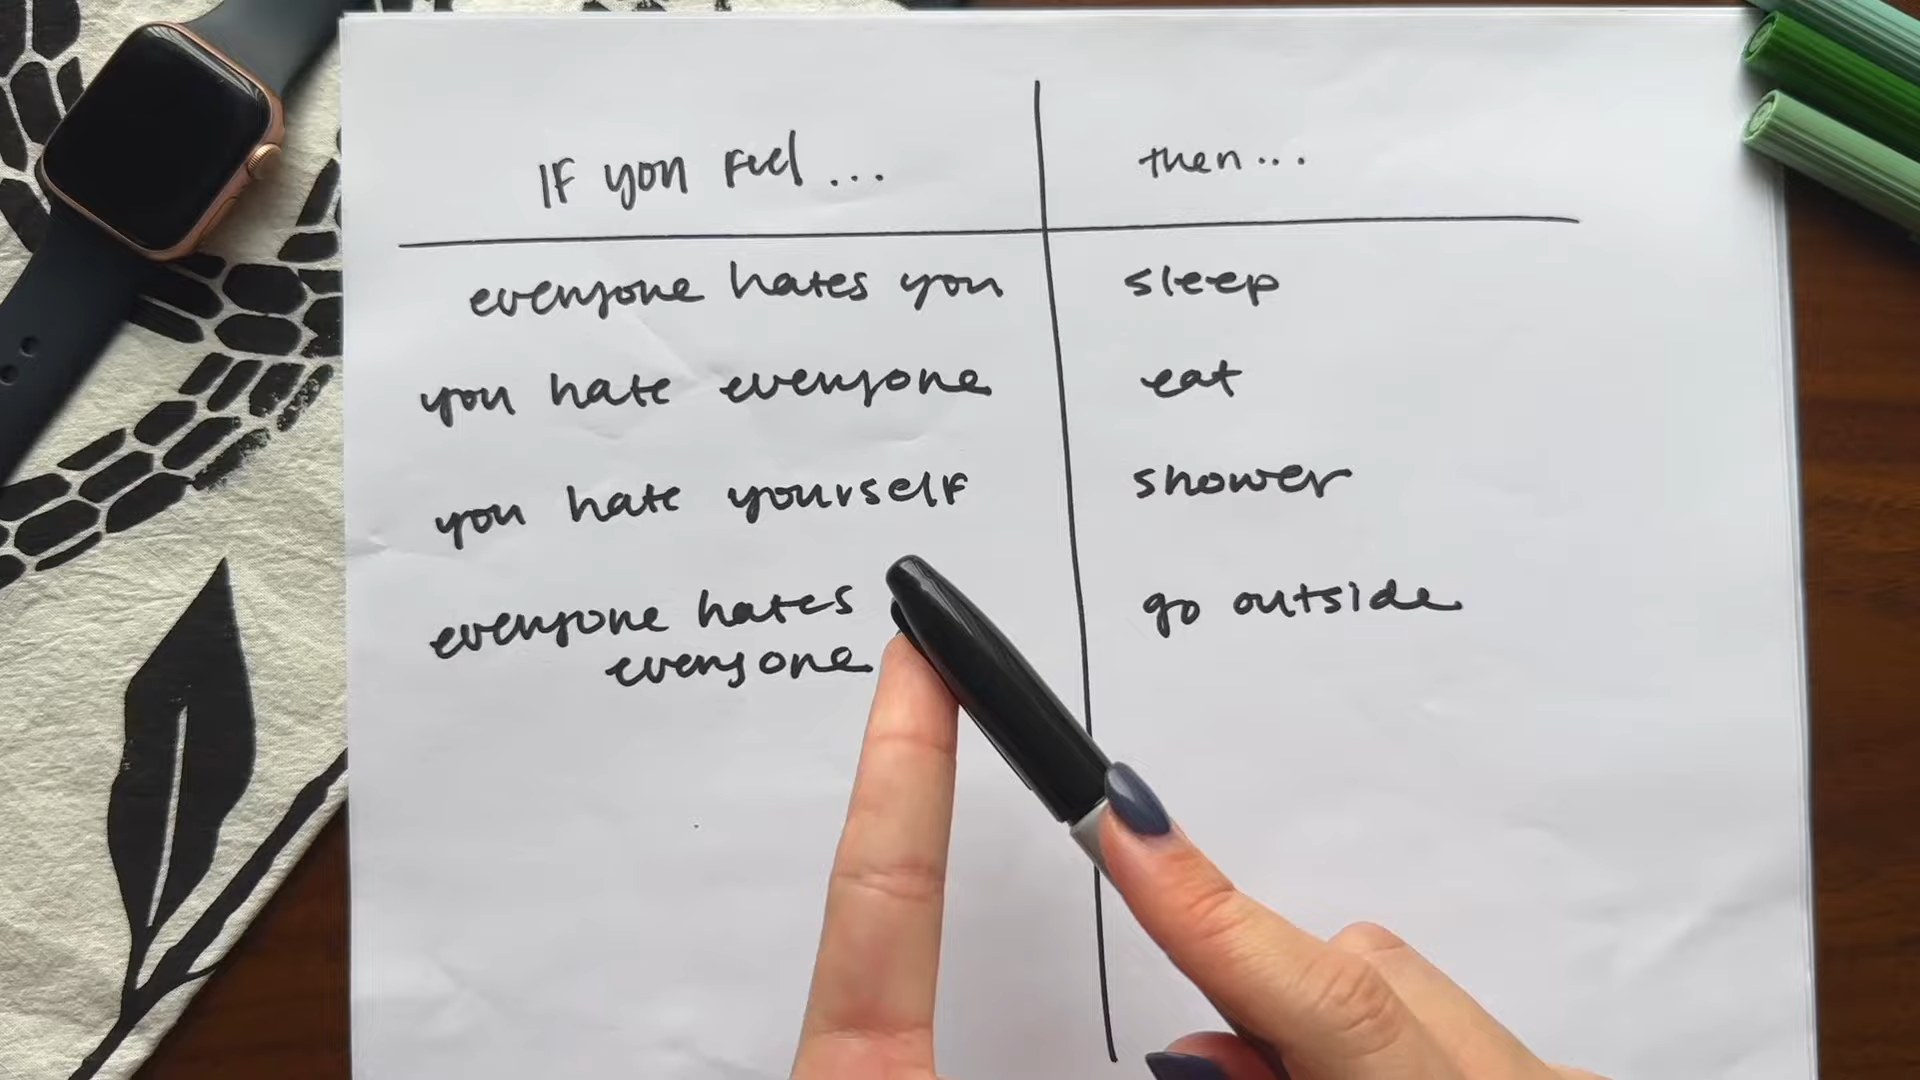 IF you Feel... then...
everyone hates you sleep
you hate everyone eat
you hate yourself shower
everyone hates go outside
everyone